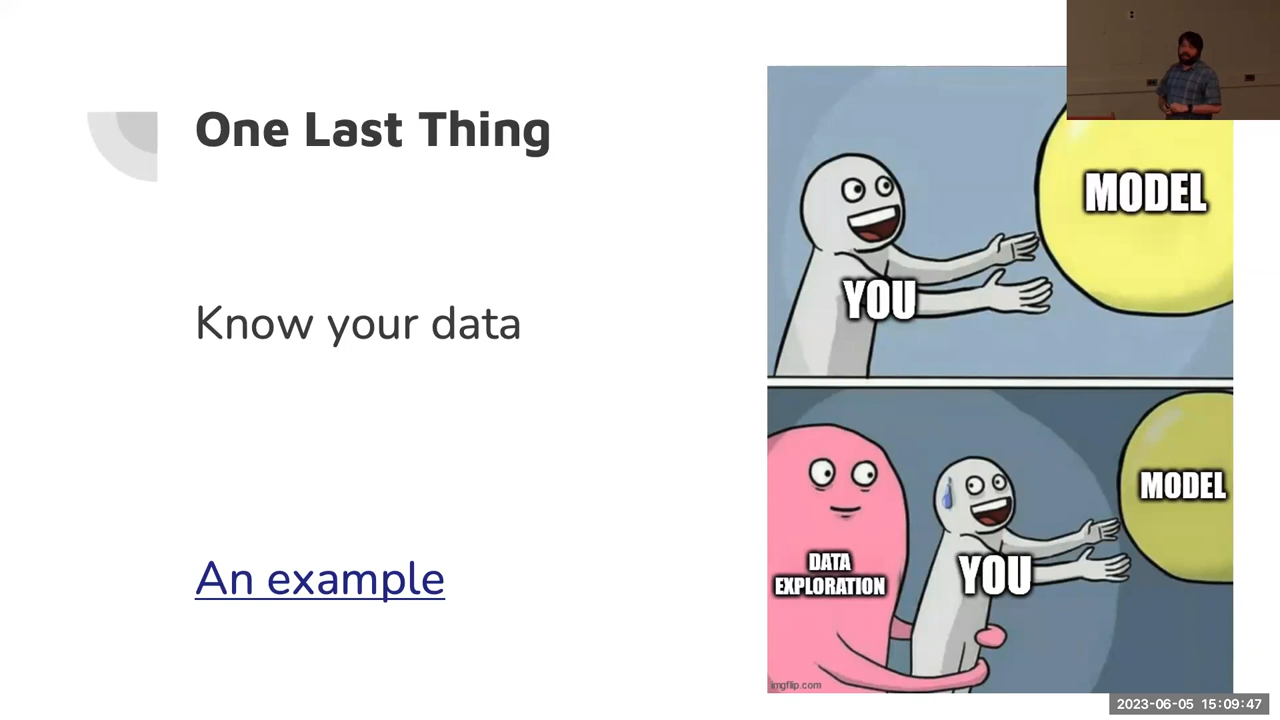 One Last Thing
Know your data
An example
MODEL
YOU
MODEL
DATA
EXPLORATION
YOU
imgflip.com
2023-06-05 15:09:47